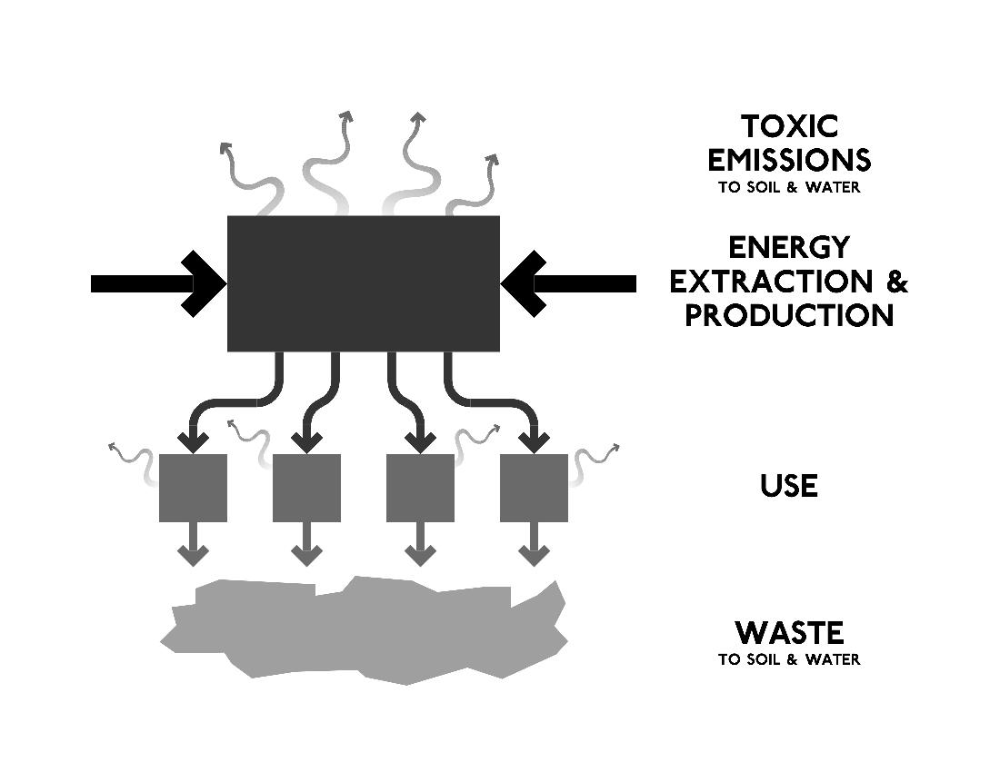 TOXIC
EMISSIONS
TO SOIL & WATER
ENERGY
EXTRACTION &
PRODUCTION
USE
WASTE
TO SOIL & WATER